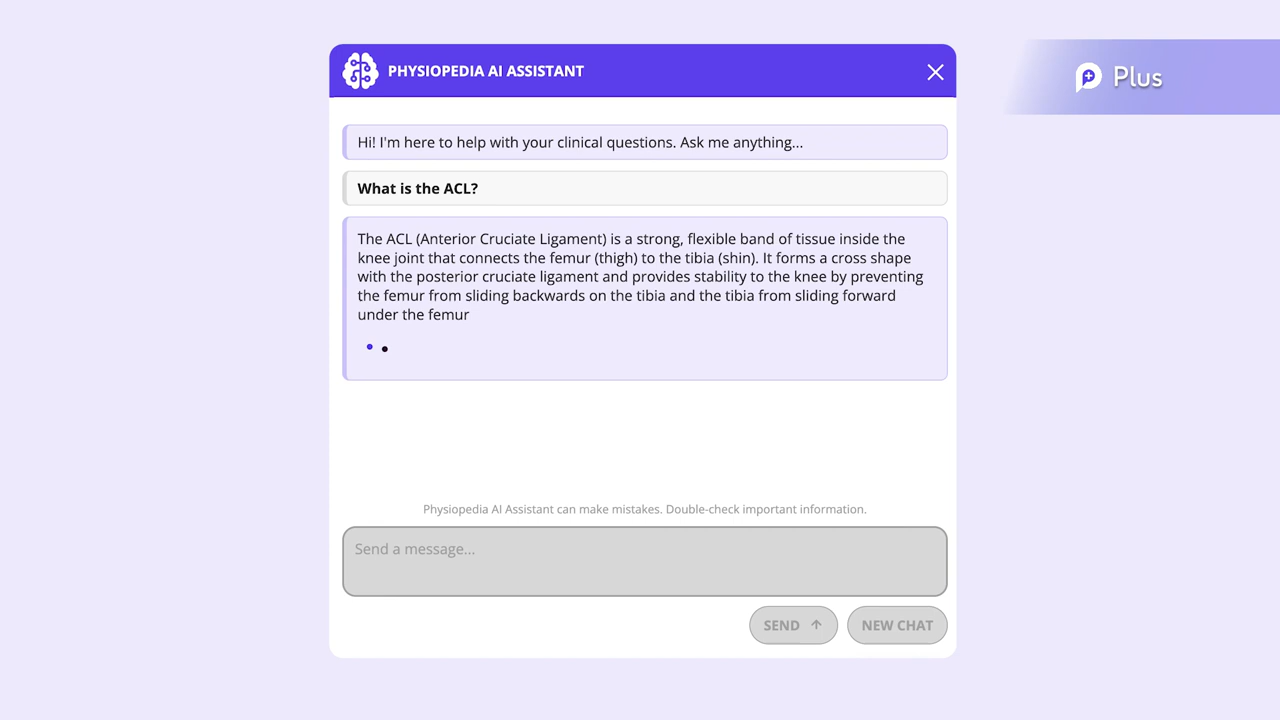 PHYSIOPEDIA AI ASSISTANT
Plus
Hi! I'm here to help with your clinical questions. Ask me anything...
What is the ACL?
The ACL (Anterior Cruciate Ligament) is a strong, flexible band of tissue inside the
knee joint that connects the femur (thigh) to the tibia (shin). It forms a cross shape
with the posterior cruciate ligament and provides stability to the knee by preventing
the femur from sliding backwards on the tibia and the tibia from sliding forward
under the femur
Physiopedia AI Assistant can make mistakes. Double-check important information.
Send a message...
SEND
NEW CHAT